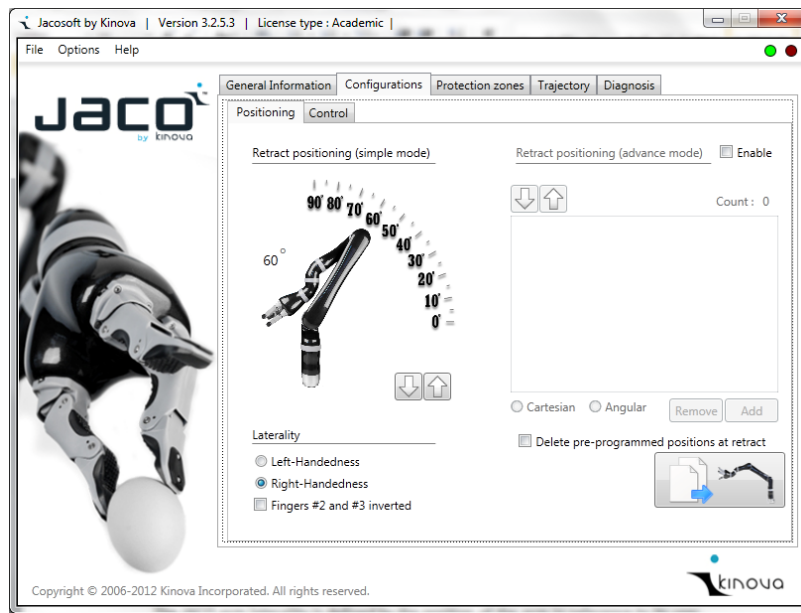 Jacosoft by Kinova | Version 3.2.5.3 | License type : Academic |
File Options Help
JACO
by kinova
General Information Configurations Protection zones Trajectory Diagnosis
Positioning Control
Retract positioning (simple mode)
Retract positioning (advance mode) Enable
Count : 0
90° 80° 70° 60° 50° 40° 30° 20° 10° 0°
60°
Cartesian Angular Remove Add
Laterality
Left-Handedness
Right-Handedness
Fingers #2 and #3 inverted
Delete pre-programmed positions at retract
Copyright © 2006-2012 Kinova Incorporated. All rights reserved.
kinova